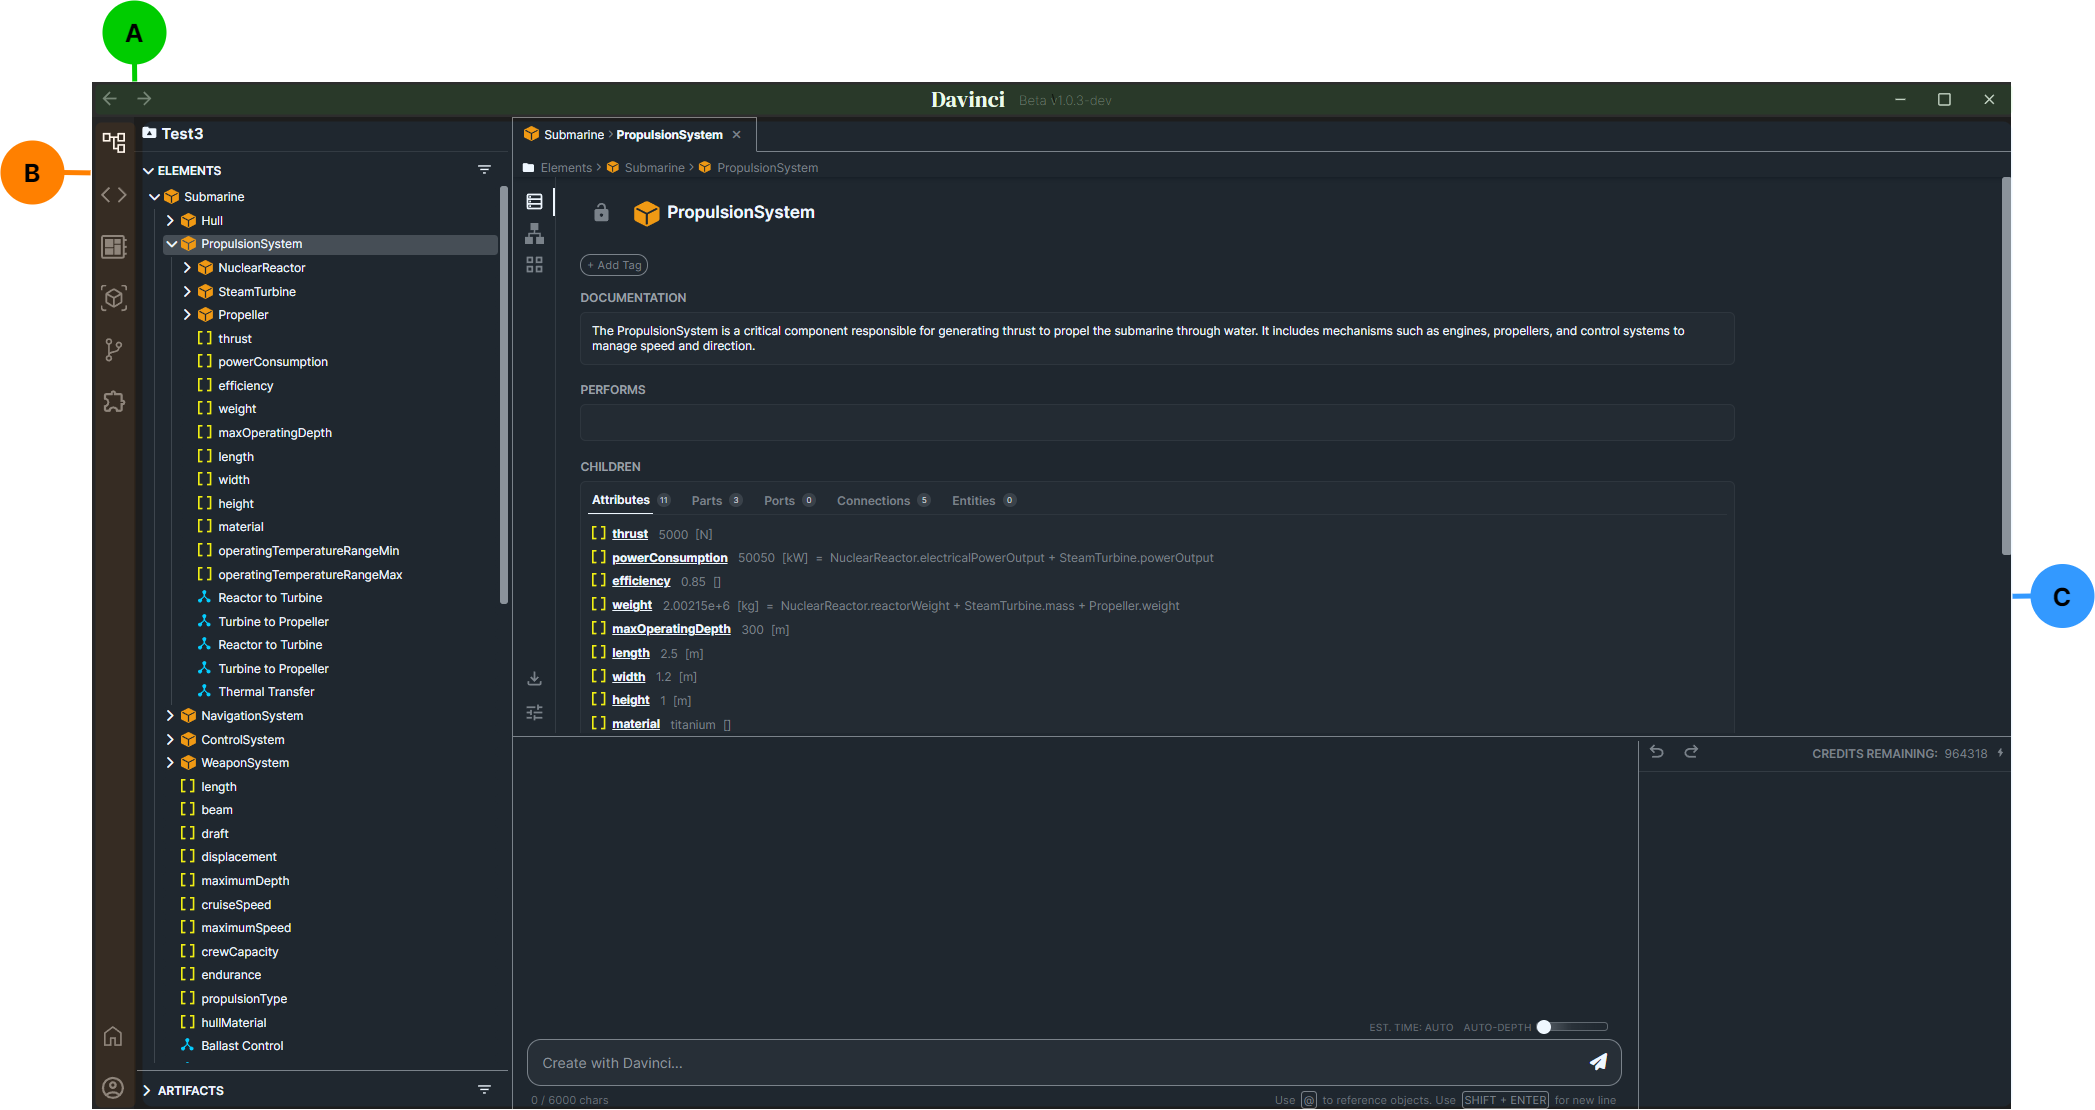 A
Davinci Beta V1.0.3-dev
B
C
Test3
ELEMENTS
Submarine
Hull
PropulsionSystem
NuclearReactor
SteamTurbine
Propeller
thrust
powerConsumption
efficiency
weight
maxOperatingDepth
length
width
height
material
operatingTemperatureRangeMin
operatingTemperatureRangeMax
Reactor to Turbine
Turbine to Propeller
Reactor to Turbine
Turbine to Propeller
Thermal Transfer
NavigationSystem
ControlSystem
WeaponSystem
length
beam
draft
displacement
maximumDepth
cruiseSpeed
maximumSpeed
crewCapacity
endurance
propulsionType
hullMaterial
Ballast Control
ARTIFACTS
Submarine > PropulsionSystem
Elements > Submarine > PropulsionSystem
PropulsionSystem
+ Add Tag
DOCUMENTATION
The PropulsionSystem is a critical component responsible for generating thrust to propel the submarine through water. It includes mechanisms such as engines, propellers, and control systems to
manage speed and direction.
PERFORMS
CHILDREN
Attributes 11 Parts 3 Ports 0 Connections 5 Entities 0
[] thrust 5000 [N]
[] powerConsumption 50050 [kW] = NuclearReactor.electricalPowerOutput + SteamTurbine.powerOutput
[] efficiency 0.85 []
[] weight 2.00215e+6 [kg] = NuclearReactor.reactorWeight + SteamTurbine.mass + Propeller.weight
[] maxOperatingDepth 300 [m]
[] length 2.5 [m]
[] width 1.2 [m]
[] height 1 [m]
[] material titanium []
CREDITS REMAINING: 964318
EST. TIME: AUTO AUTO-DEPTH
Create with Davinci...
0 / 6000 chars
Use @ to reference objects. Use SHIFT + ENTER for new line